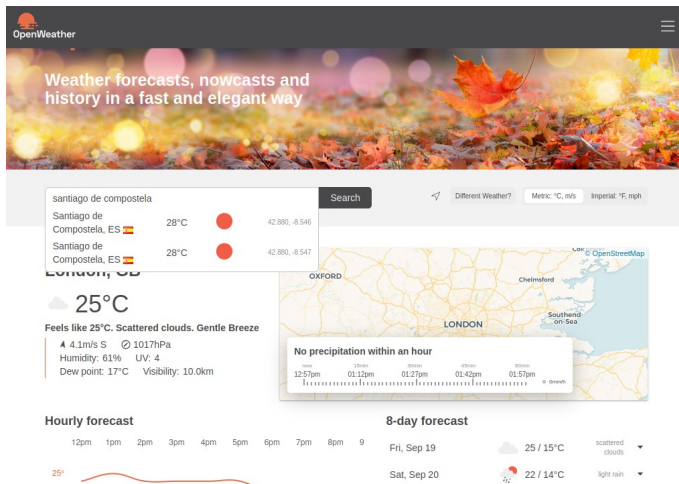 OpenWeather
Weather forecasts, nowcasts and
history in a fast and elegant way
santiago de compostela
Search
Different Weather?
Metric: °C, m/s
Imperial: °F, mph
Santiago de
Compostela, ES
28°C
42.880, -8.546
Santiago de
Compostela, ES
28°C
42.880, -8.547
London, GB
25°C
Feels like 25°C. Scattered clouds. Gentle Breeze
4.1m/s S
1017hPa
Humidity: 61%
UV: 4
Dew point: 17°C
Visibility: 10.0km
© OpenStreetMap
OXFORD
Chelmsford
Southend-
on-Sea
LONDON
No precipitation within an hour
now
15min
30min
45min
60min
12:57pm
01:12pm
01:27pm
01:42pm
01:57pm
0mm/h
Hourly forecast
12pm
1pm
2pm
3pm
4pm
5pm
6pm
7pm
8pm
9
25°
8-day forecast
Fri, Sep 19
25 / 15°C
scattered
clouds
Sat, Sep 20
22 / 14°C
light rain